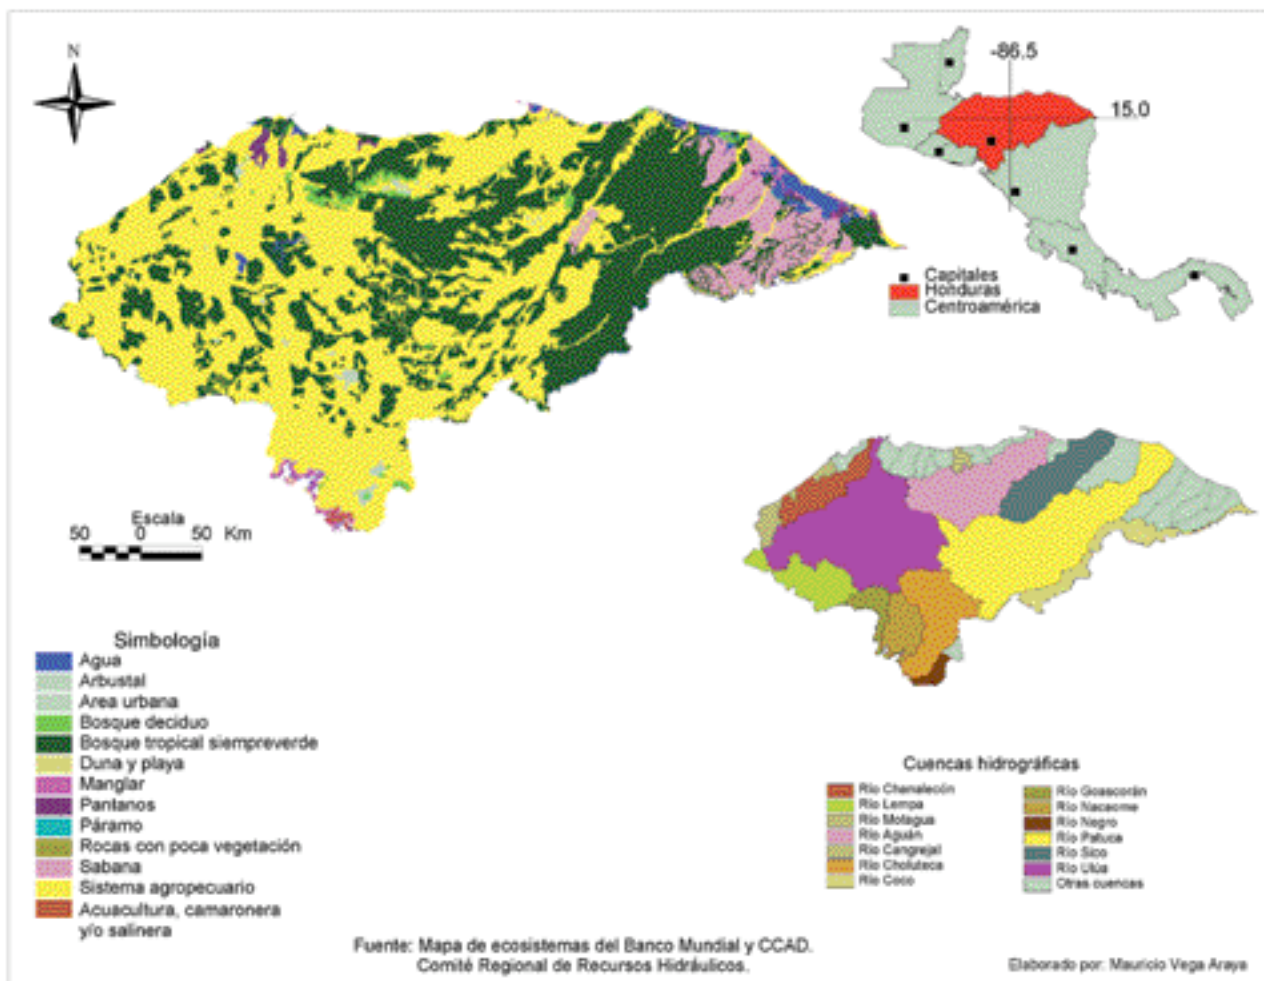 N
-86,5
15,0
Capitales
Honduras
Centroamérica
Escala
50 0 50 Km
Simbología
Agua
Arbustal
Area urbana
Bosque deciduo
Bosque tropical siempreverde
Duna y playa
Manglar
Pantanos
Páramo
Rocas con poca vegetación
Sabana
Sistema agropecuario
Acuacultura, camaronera
y/o salinera
Cuencas hidrográficas
Río Chanalecón
Río Lempa
Río Motagua
Río Aguán
Río Cangrejal
Río Choluteca
Río Coco
Río Goascorán
Río Nacaome
Río Negro
Río Patuca
Río Sico
Río Ulúa
Otras cuencas
Fuente: Mapa de ecosistemas del Banco Mundial y CCAD.
Comité Regional de Recursos Hidráulicos.
Elaborado por: Mauricio Vega Araya